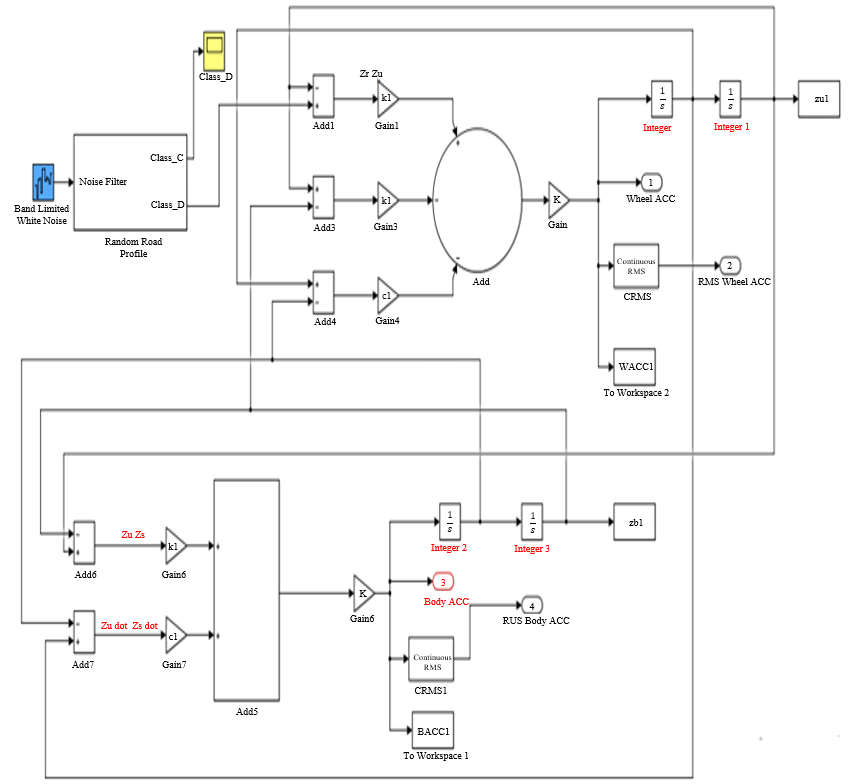 Class_D
Zr Zu
k1
Gain1
Add1
1
s
Integer
1
s
Integer 1
zu1
Class_C
Noise Filter
Class_D
Band Limited
White Noise
Random Road
Profile
Add3
k1
Gain3
K
Gain
1
Wheel ACC
Continuous
RMS
CRMS
2
RMS Wheel ACC
Add
Add4
c1
Gain4
WACC1
To Workspace 2
Zu Zs
k1
Add6
Gain6
1
s
Integer 2
1
s
Integer 3
zb1
3
Body ACC
K
Gain6
4
RUS Body ACC
Zu dot Zs dot
c1
Add7
Gain7
Continuous
RMS
CRMS1
Add5
BACC1
To Workspace 1